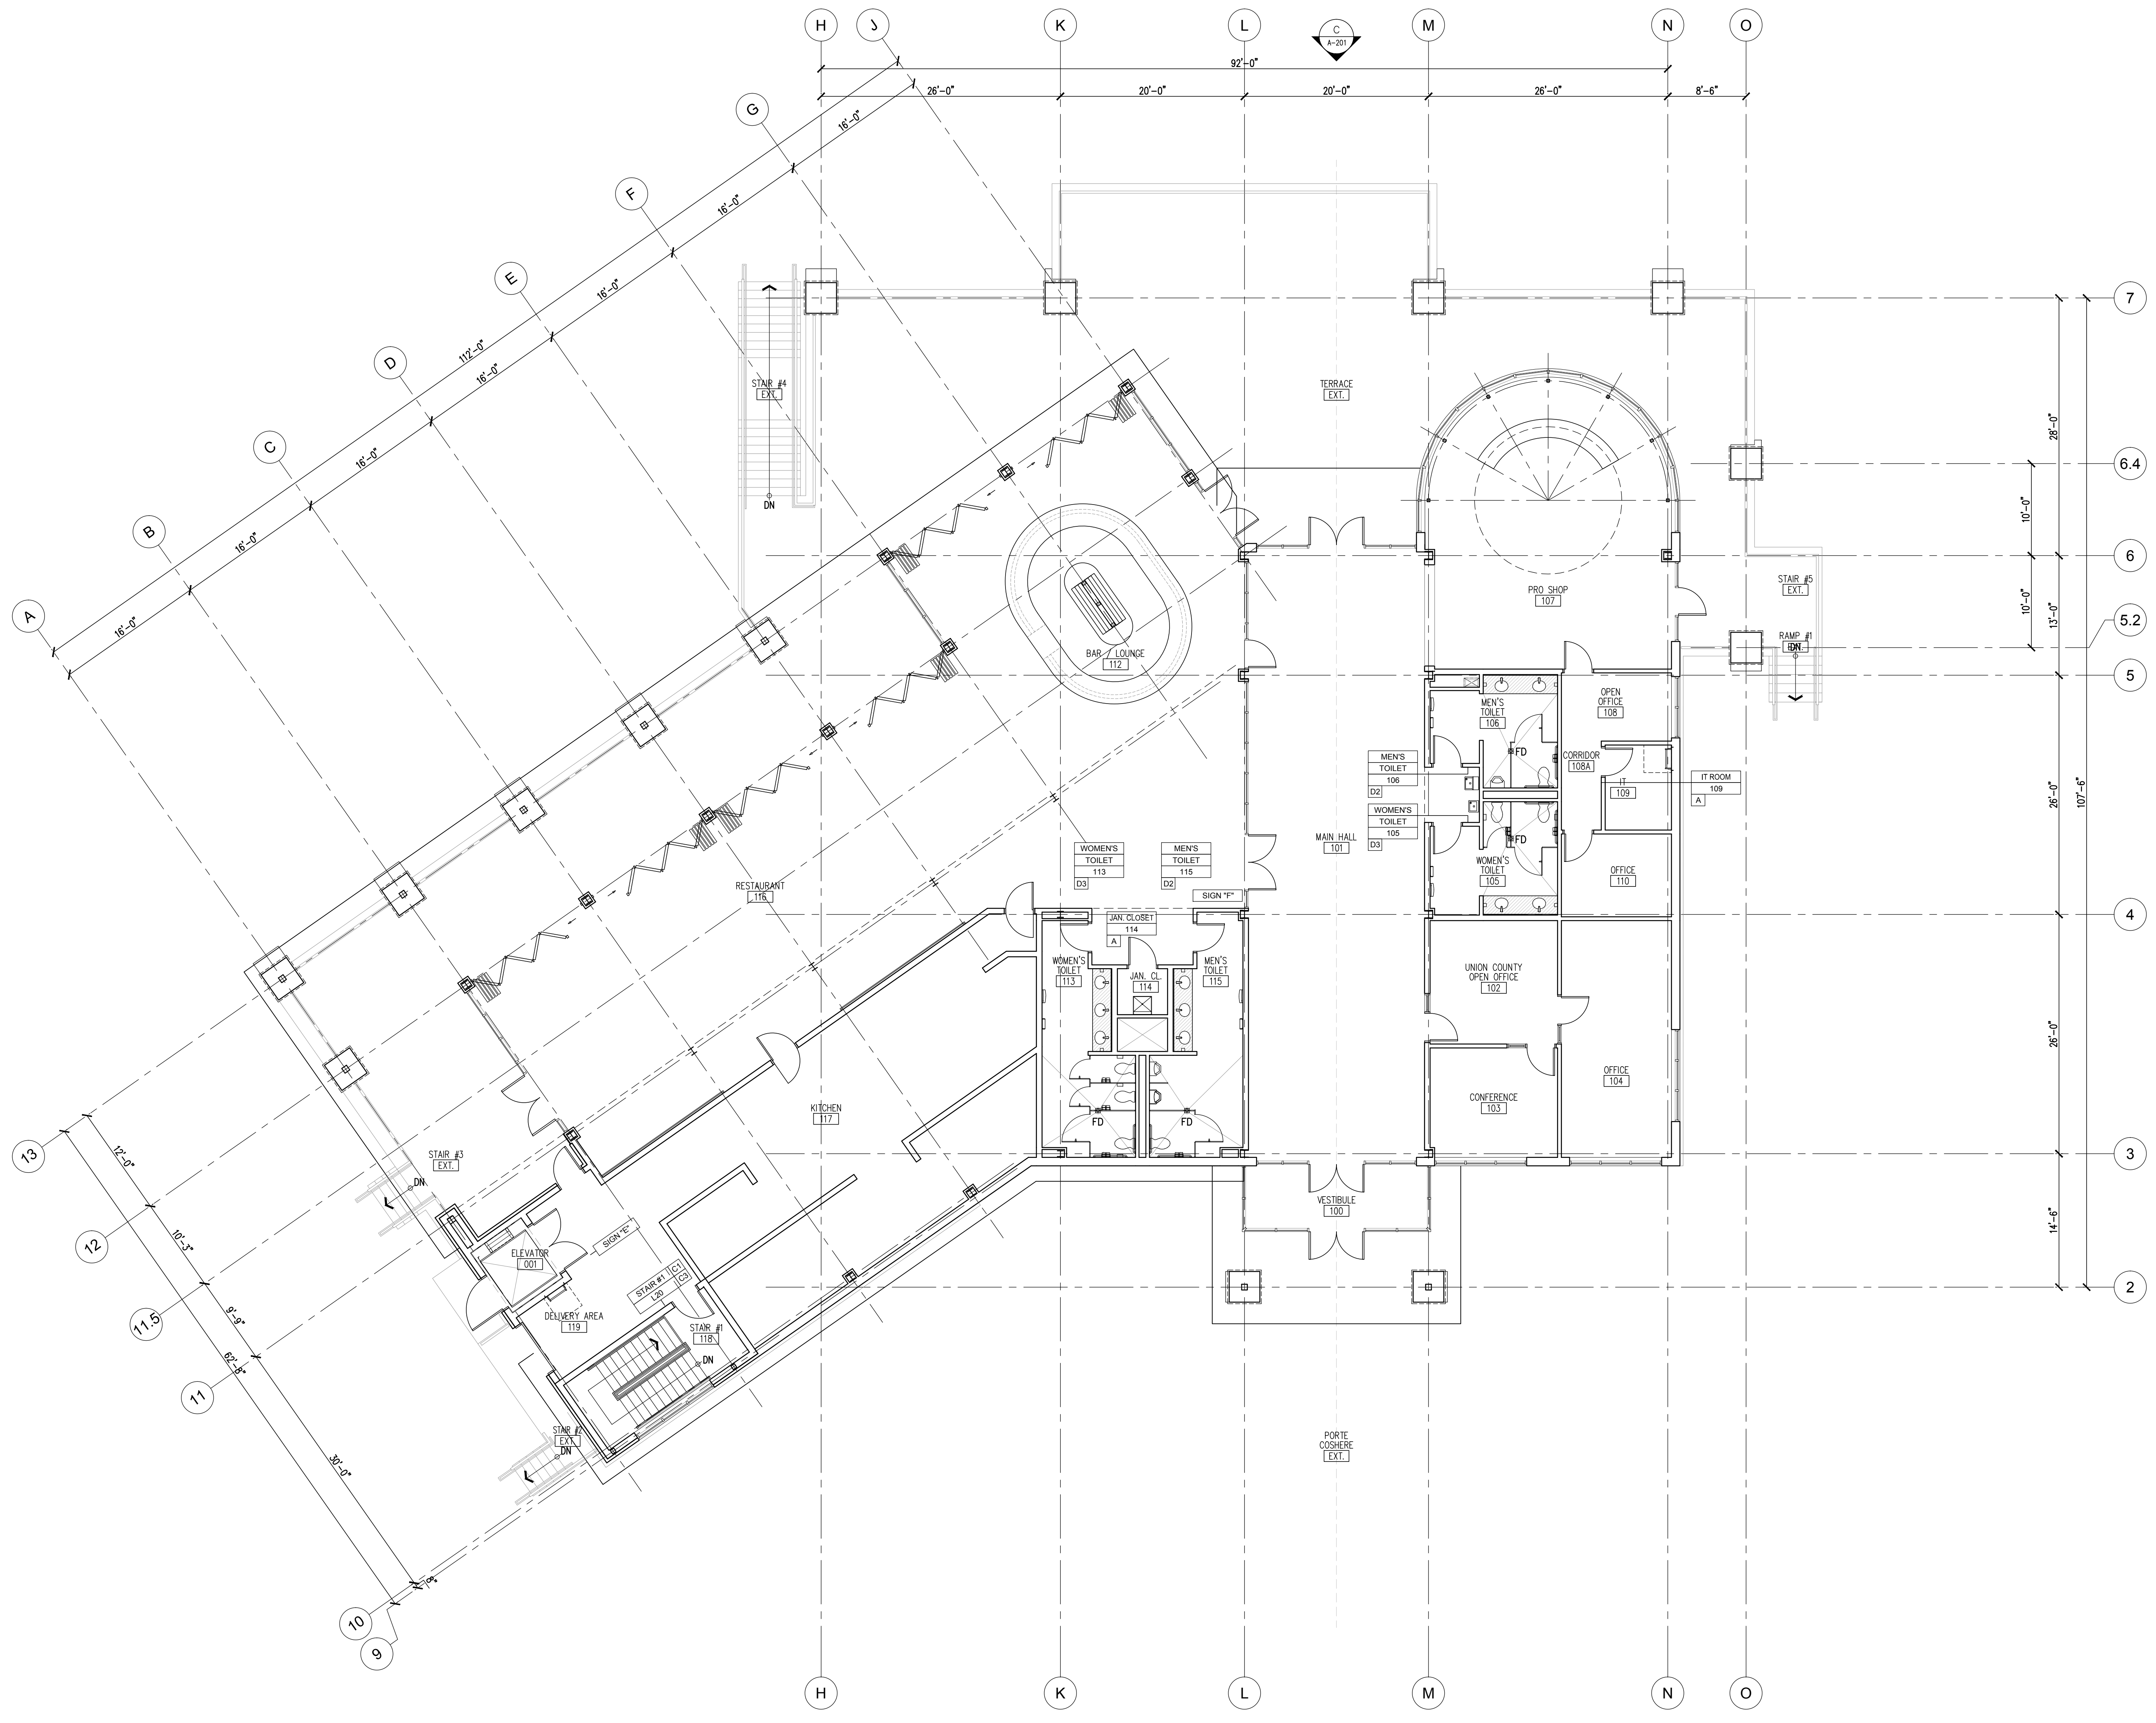 H
J
K
L
M
N
O
C
A-201
92'-0"
26'-0"
20'-0"
20'-0"
26'-0"
8'-6"
G
F
E
D
C
B
A
16'-0"
16'-0"
16'-0"
16'-0"
16'-0"
16'-0"
16'-0"
112'-0"
7
6.4
6
5.2
5
4
3
2
28'-0"
10'-0"
10'-0"
13'-0"
26'-0"
107'-6"
26'-0"
14'-6"
STAIR #4
EXT.
DN
TERRACE
EXT.
PRO SHOP
107
STAIR #5
EXT.
RAMP #1
EXT.
DN
BAR / LOUNGE
112
OPEN
OFFICE
108
MEN'S
TOILET
106
FD
CORRIDOR
108A
IT
109
IT ROOM
109
A
MEN'S
TOILET
106
D2
WOMEN'S
TOILET
105
D3
FD
WOMEN'S
TOILET
105
OFFICE
110
MAIN HALL
101
WOMEN'S
TOILET
113
D3
MEN'S
TOILET
115
D2
SIGN "F"
RESTAURANT
116
JAN. CLOSET
114
A
WOMEN'S
TOILET
113
JAN. CL.
114
MEN'S
TOILET
115
UNION COUNTY
OPEN OFFICE
102
OFFICE
104
CONFERENCE
103
KITCHEN
117
FD
FD
VESTIBULE
100
STAIR #3
EXT.
DN
ELEVATOR
001
SIGN "E"
STAIR #1
C1
L20
C3
DELIVERY AREA
119
STAIR #1
118
DN
STAIR #2
EXT.
DN
PORTE
COSHERE
EXT.
13
12
11.5
11
10
9
12'-0"
10'-3"
9'-9"
62'-8"
30'-0"
8"
H
K
L
M
N
O